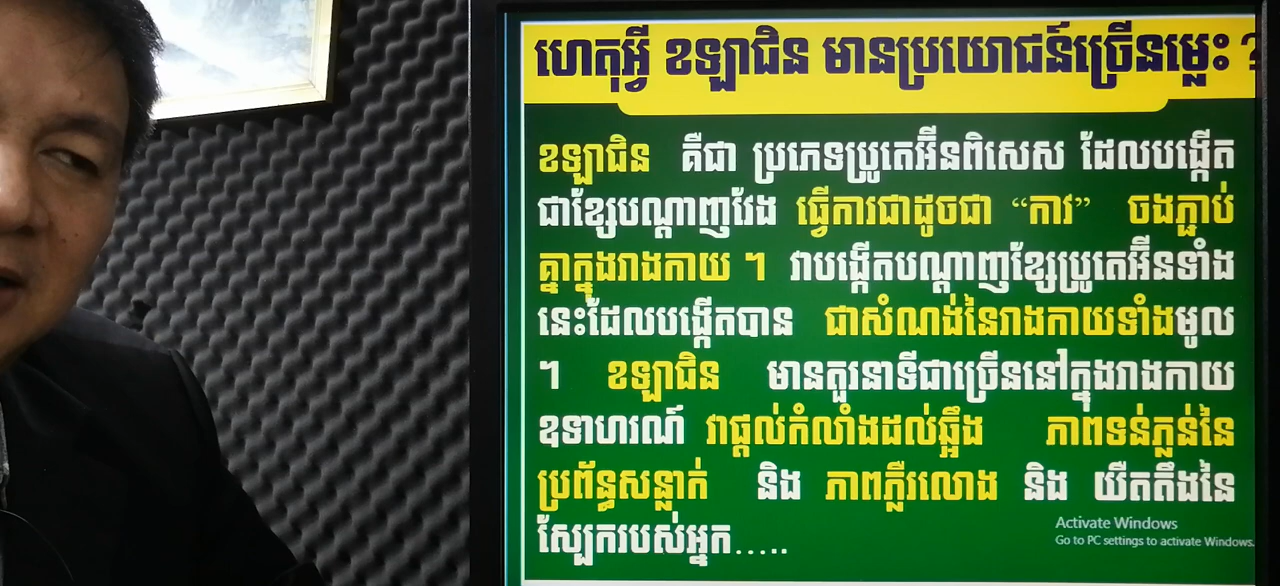 ហេតុអ្វី ខឡាជិន មានប្រយោជន៍ច្រើនម្លេះ ?
ខឡាជិន គឺជា ប្រភេទប្រូតេអ៊ីនពិសេស ដែលបង្កើត
ជាខ្សែបណ្តាញវែង ធ្វើការជាដូចជា “កាវ” ចងភ្ជាប់
គ្នាក្នុងរាងកាយ ។ វាបង្កើតបណ្តាញខ្សែប្រូតេអ៊ីនទាំង
នេះដែលបង្កើតបាន ជាសំណង់នៃរាងកាយទាំងមូល
។ ខឡាជិន មានតួរនាទីជាច្រើននៅក្នុងរាងកាយ
ឧទាហរណ៍ វាផ្តល់កំលាំងដល់ឆ្អឹង ភាពទន់ភ្លន់នៃ
ប្រព័ន្ធសន្លាក់ និង ភាពភ្លឺរលោង និង យឺតតឹងនៃ
ស្បែករបស់អ្នក.....
Activate Windows
Go to PC settings to activate Windows.